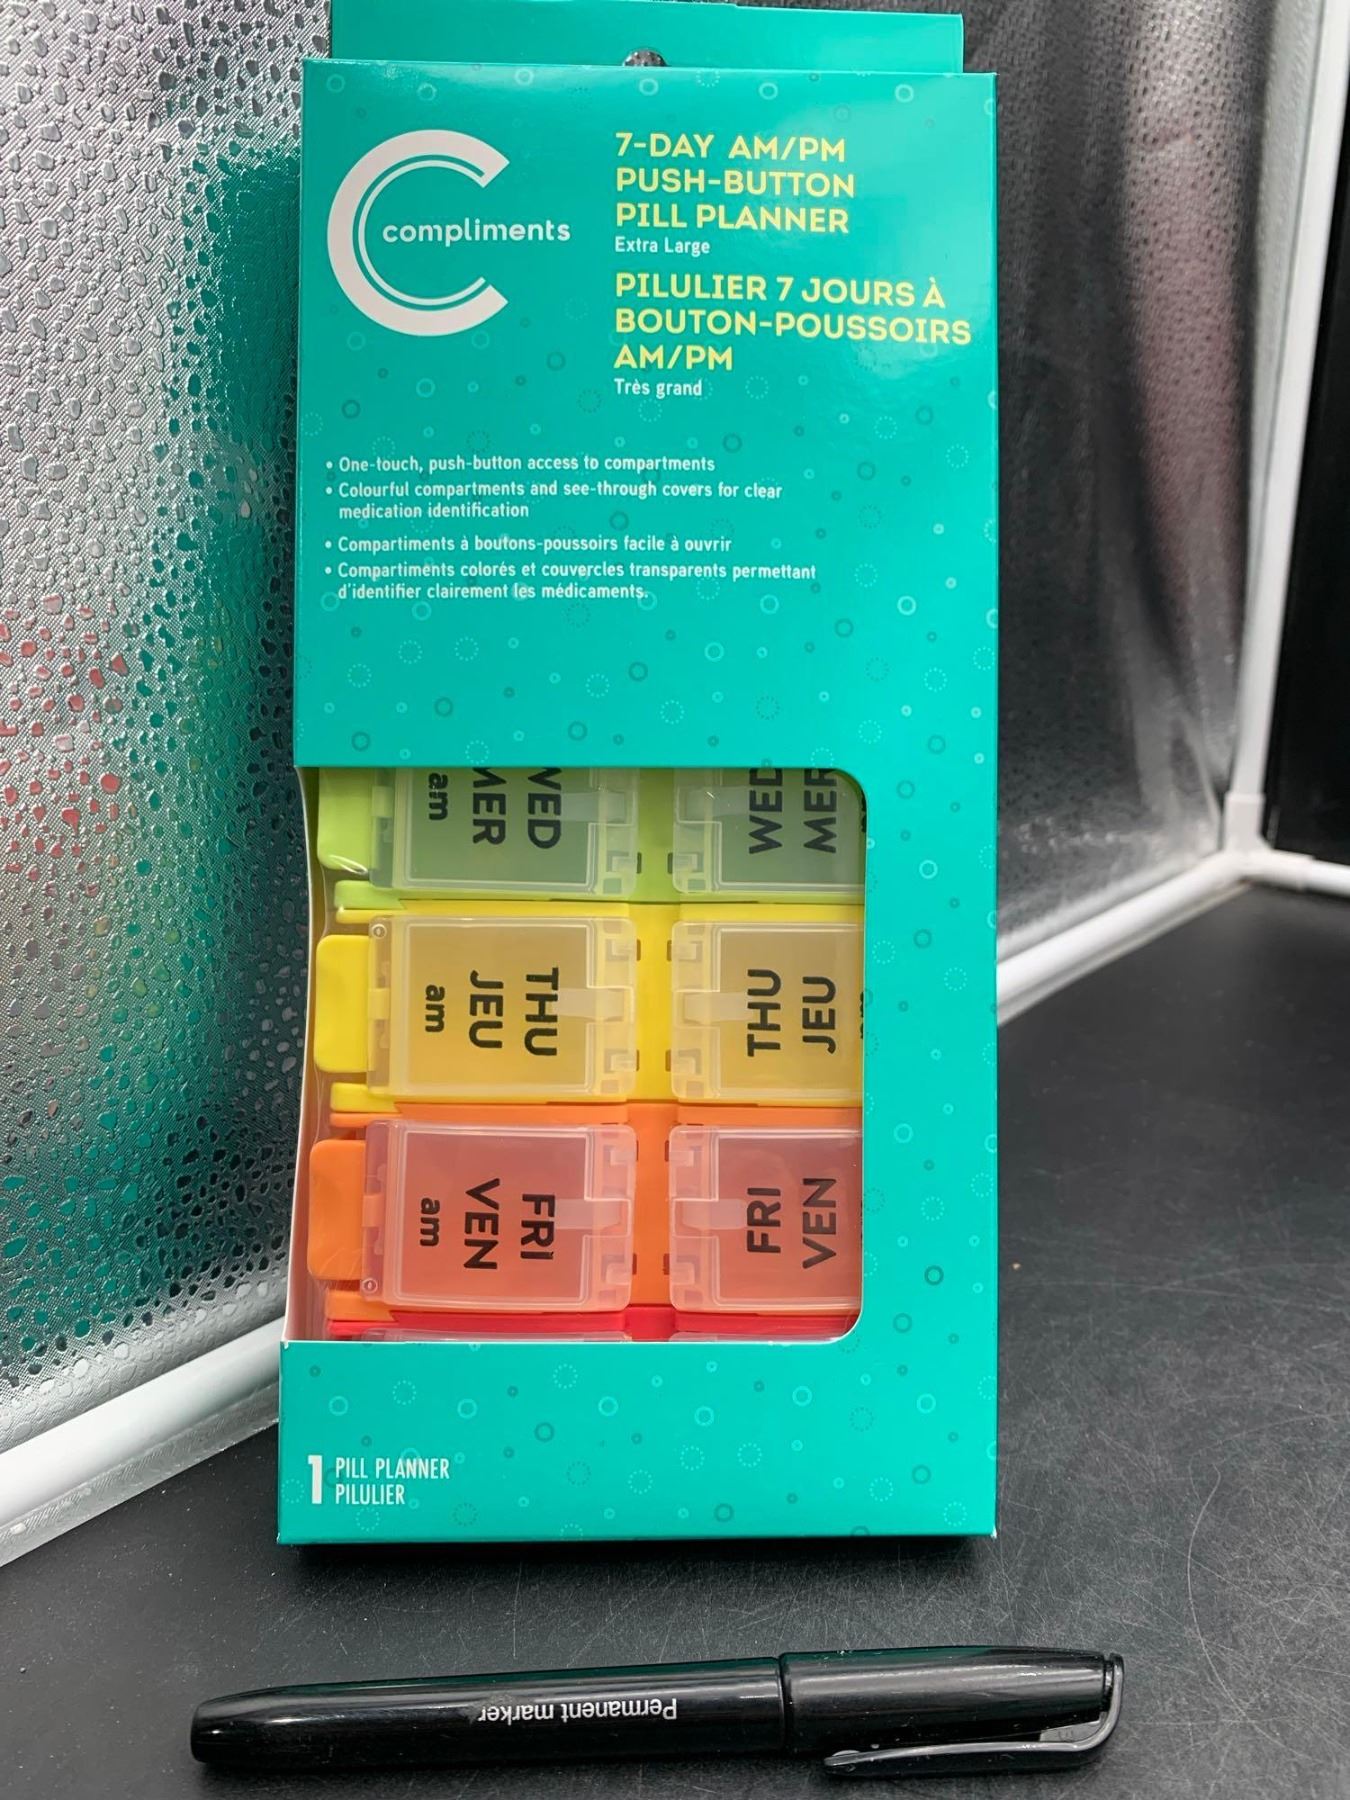 compliments
7-DAY AM/PM
PUSH-BUTTON
PILL PLANNER
Extra Large
PILULIER 7 JOURS À
BOUTON-POUSSOIRS
AM/PM
Très grand
• One-touch, push-button access to compartments
• Colourful compartments and see-through covers for clear
medication identification
• Compartiments à boutons-poussoirs facile à ouvrir
• Compartiments colorés et couvercles transparents permettant
d'identifier clairement les médicaments.
WED
MER
am
WED
MER
THU
JEU
am
THU
JEU
FRI
VEN
am
FRI
VEN
1 PILL PLANNER
PILULIER
Permanent marker